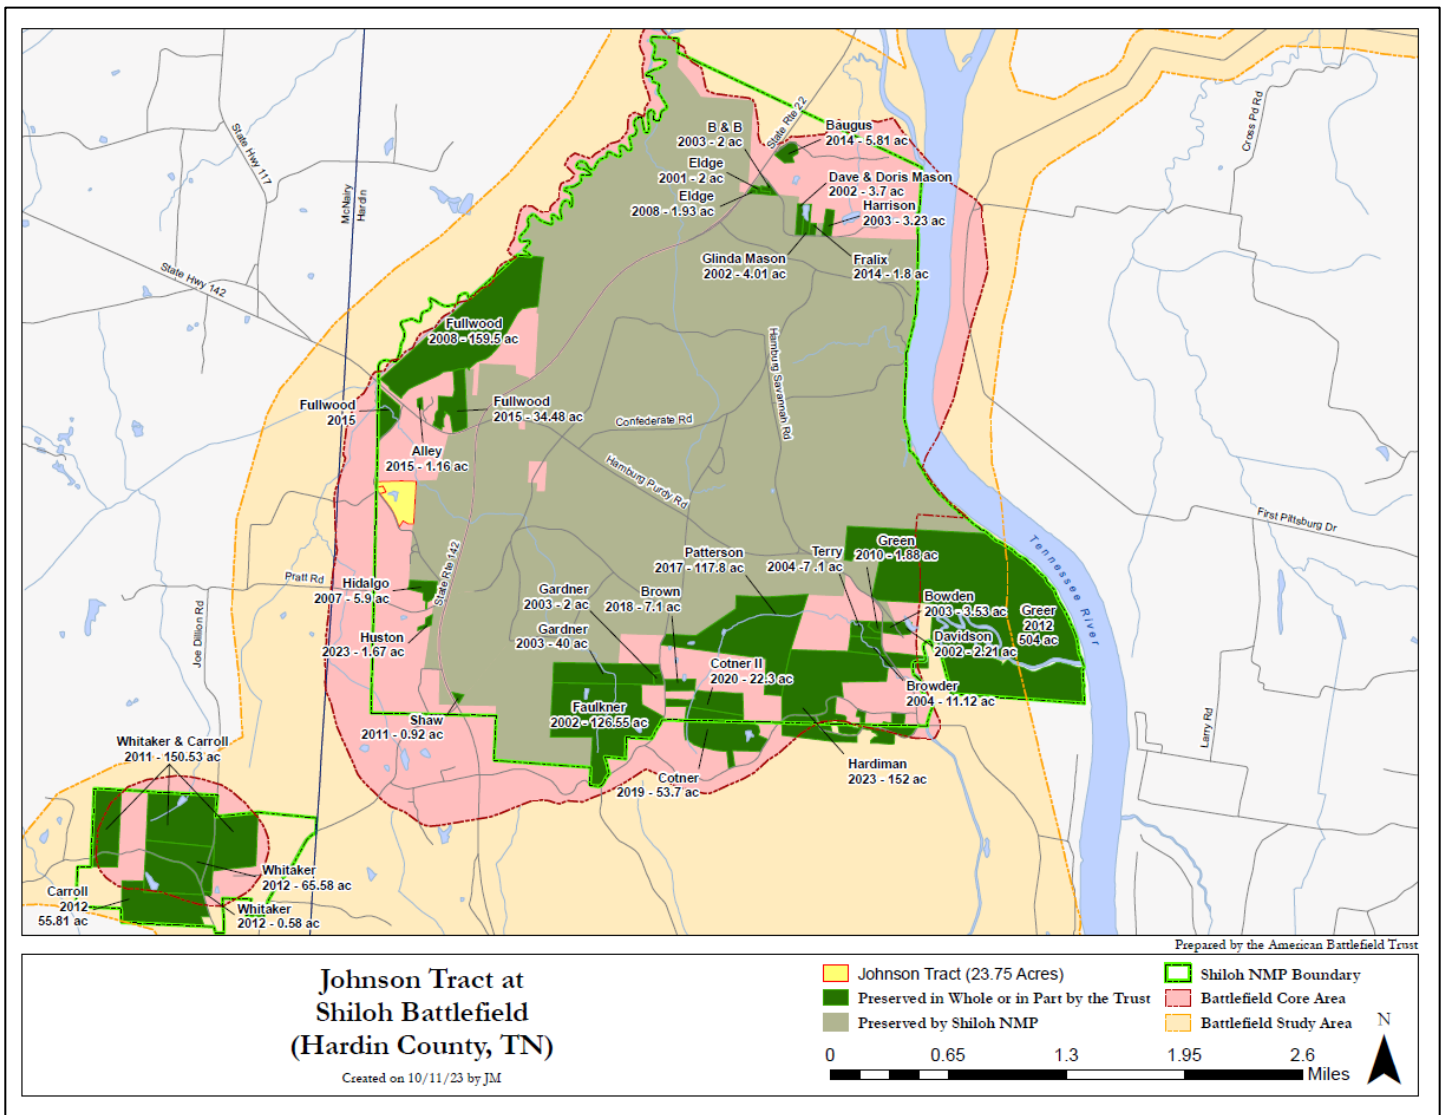 State Rte 22
B & B
2003 - 2 ac
Baugus
2014 - 5.81 ac
Eldge
2001 - 2 ac
Eldge
2008 - 1.93 ac
Dave & Doris Mason
2002 - 3.7 ac
Harrison
2003 - 3.23 ac
Glinda Mason
2002 - 4.01 ac
Fralix
2014 - 1.8 ac
Cross Pd Rd
State Hwy 117
McNairy
Hardin
State Hwy 142
Fullwood
2008 - 159.5 ac
Fullwood
2015
Fullwood
2015 - 34.48 ac
Alley
2015 - 1.16 ac
Hamburg Savannah Rd
Confederate Rd
Hamburg Purdy Rd
First Pittsburg Dr
Tennessee River
State Rte 142
Pratt Rd
Joe Dillion Rd
Hidalgo
2007 - 5.9 ac
Huston
2023 - 1.67 ac
Gardner
2003 - 2 ac
Gardner
2003 - 40 ac
Brown
2018 - 7.1 ac
Patterson
2017 - 117.8 ac
Terry
2004 -7 .1 ac
Green
2010 - 1.88 ac
Bowden
2003 - 3.53 ac
Davidson
2002 - 2.21 ac
Greer
2012
504 ac
Browder
2004 - 11.12 ac
Cotner II
2020 - 22.3 ac
Faulkner
2002 - 126.55 ac
Shaw
2011 - 0.92 ac
Cotner
2019 - 53.7 ac
Hardiman
2023 - 152 ac
Larry Rd
Whitaker & Carroll
2011 - 150.53 ac
Whitaker
2012 - 65.58 ac
Whitaker
2012 - 0.58 ac
Carroll
2012
55.81 ac
Prepared by the American Battlefield Trust
Johnson Tract at
Shiloh Battlefield
(Hardin County, TN)
Created on 10/11/23 by JM
Johnson Tract (23.75 Acres)
Preserved in Whole or in Part by the Trust
Preserved by Shiloh NMP
Shiloh NMP Boundary
Battlefield Core Area
Battlefield Study Area
N
0 0.65 1.3 1.95 2.6
Miles